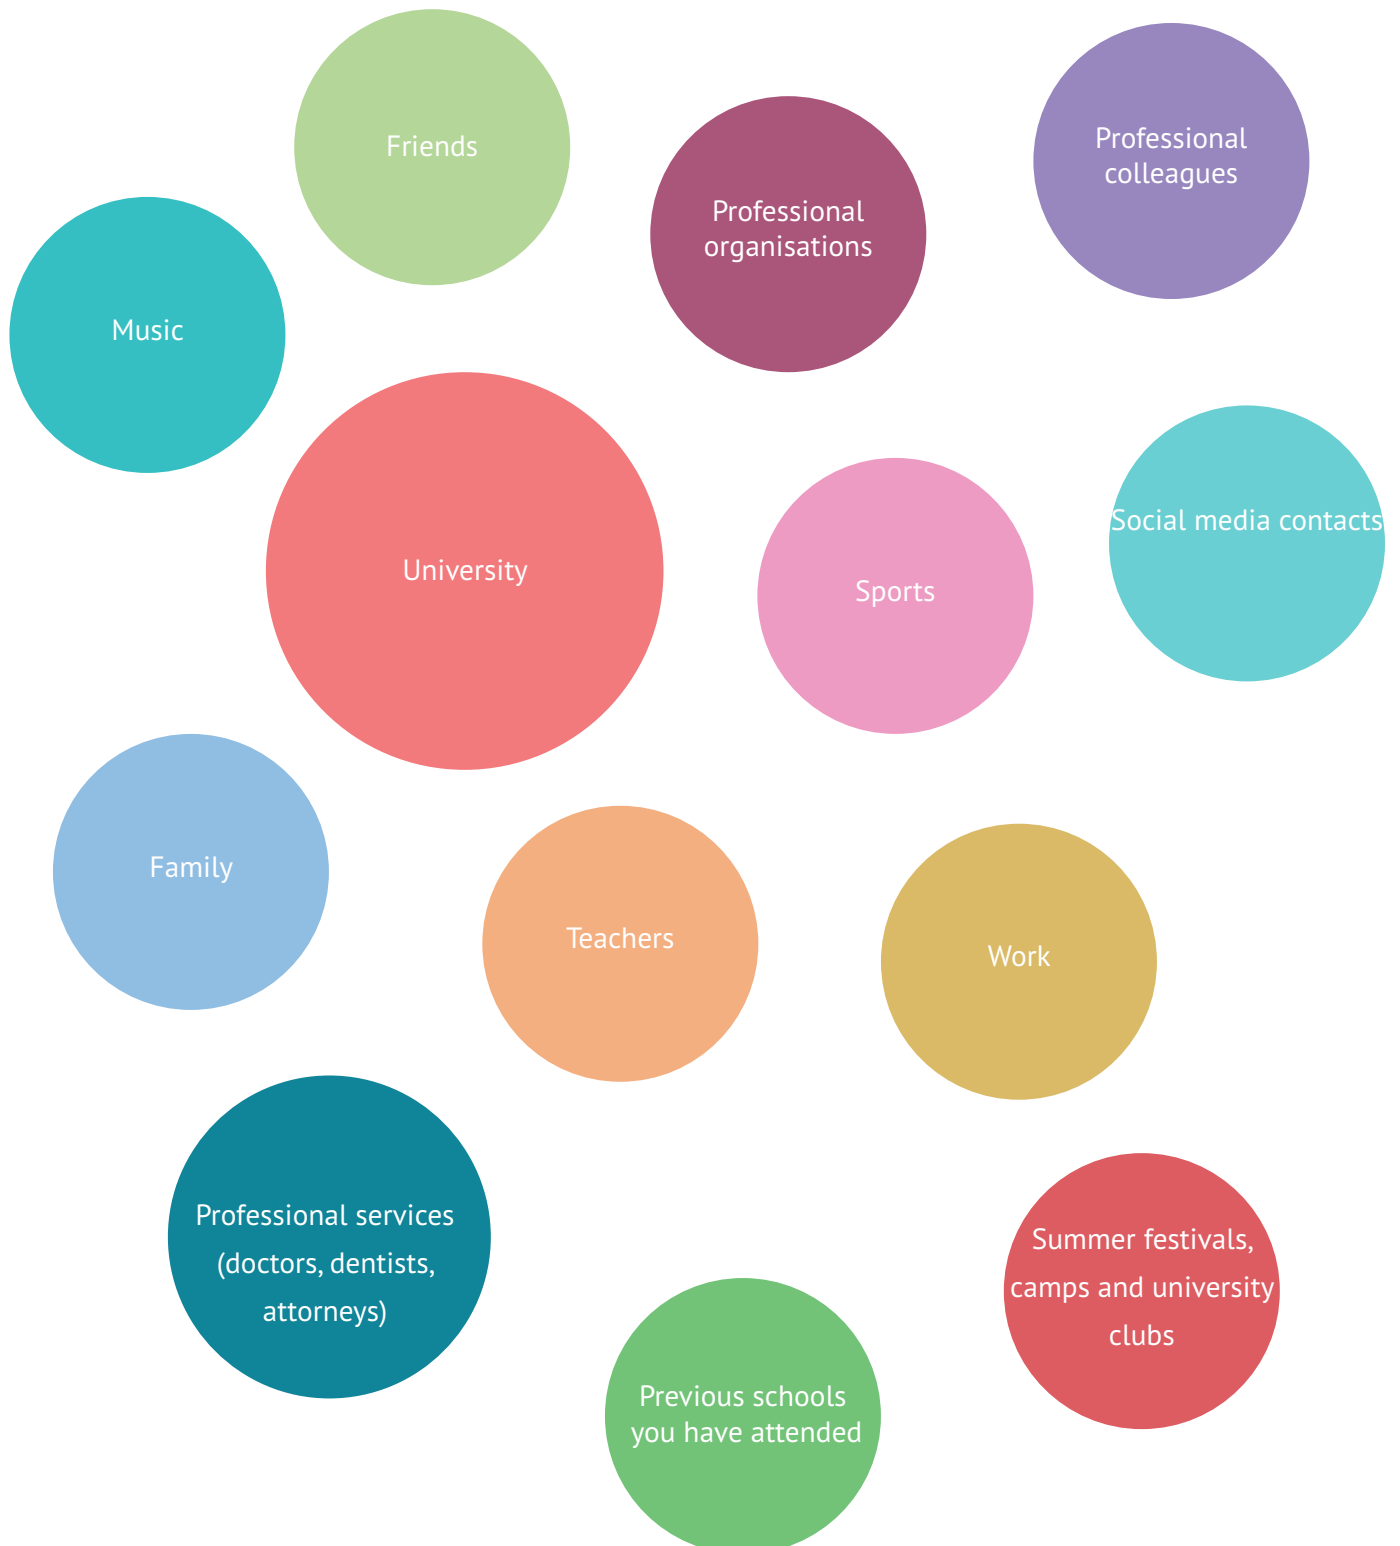 Friends
Professional
organisations
Professional
colleagues
Music
University
Sports
Social media contacts
Family
Teachers
Work
Professional services
(doctors, dentists,
attorneys)
Summer festivals,
camps and university
clubs
Previous schools
you have attended